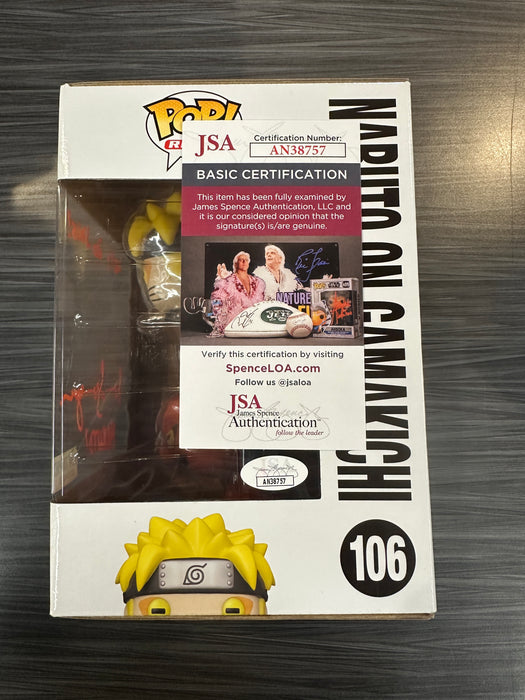 POP!
JSA
Certification Number:
AN38757
BASIC CERTIFICATION
This item has been fully examined by
James Spence Authentication, LLC and
it is our considered opinion that the
signature(s) is/are genuine.
NATURE
Verify this certification by visiting
SpenceLOA.com
Follow us @jsaloa
JSA
James Spence
Authentication™
follow the leader
AN38757
NARUTO ON GAMAKICHI
106